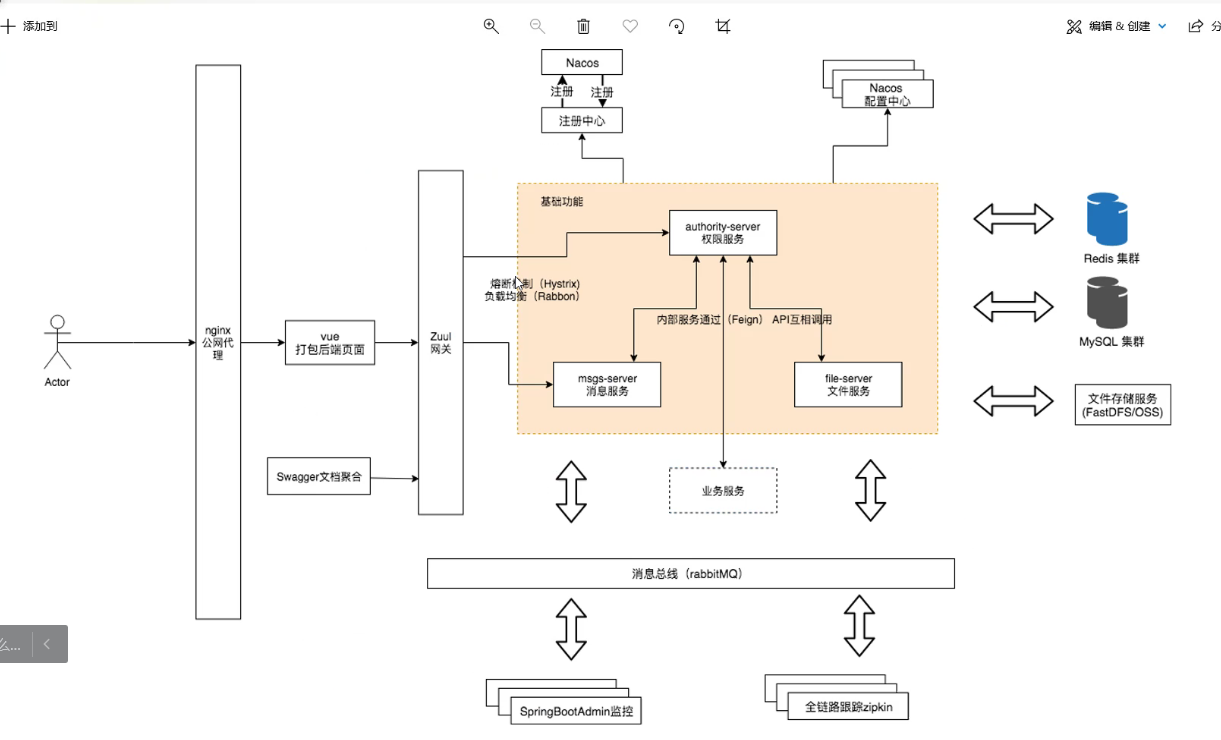 添加到
编辑 & 创建
分
Nacos
注册
注册
注册中心
Nacos
配置中心
基础功能
authority-server
权限服务
熔断机制（Hystrix)
负载均衡（Rabbon）
内部服务通过（Feign） API互相调用
msgs-server
消息服务
file-server
文件服务
nginx
公网代
理
vue
打包后端页面
Zuul
网关
Actor
Swagger文档聚合
业务服务
Redis 集群
MySQL 集群
文件存储服务
(FastDFS/OSS)
消息总线（rabbitMQ）
么...
SpringBootAdmin监控
全链路跟踪zipkin